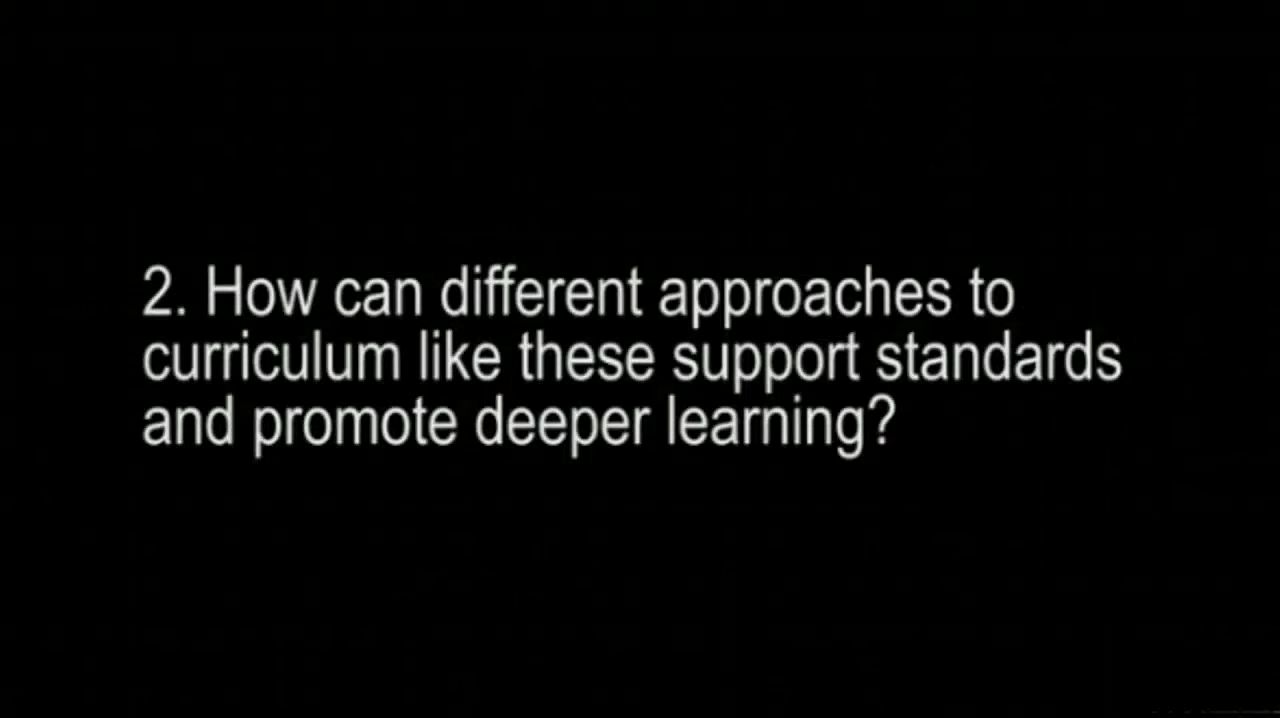 2. How can different approaches to
curriculum like these support standards
and promote deeper learning?